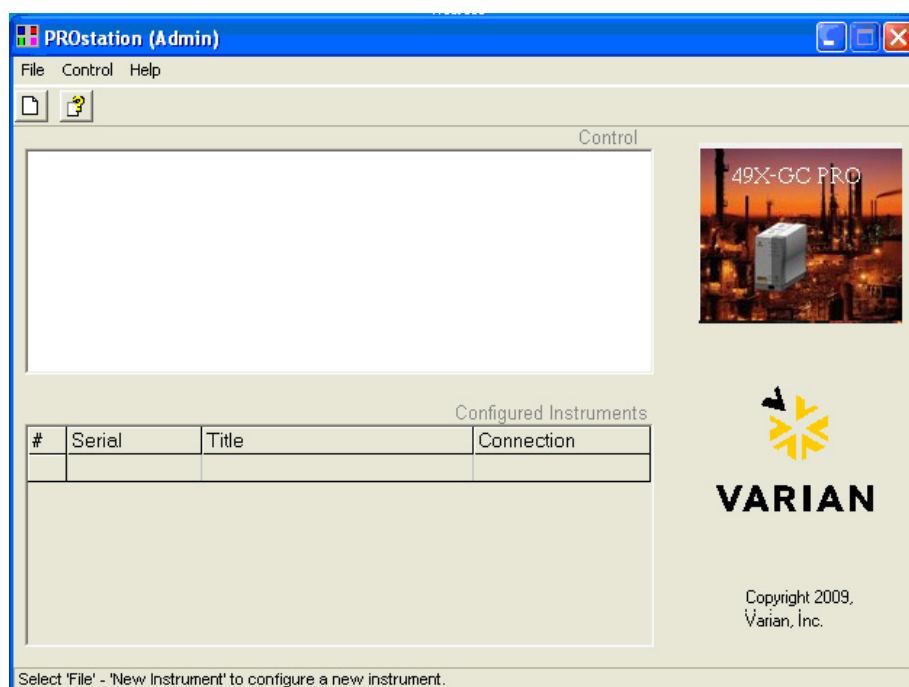 PROstation (Admin)
File Control Help
Control
49X-GC PRO
Configured Instruments
# Serial Title Connection
VARIAN
Copyright 2009,
Varian, Inc.
Select 'File' - 'New Instrument' to configure a new instrument.